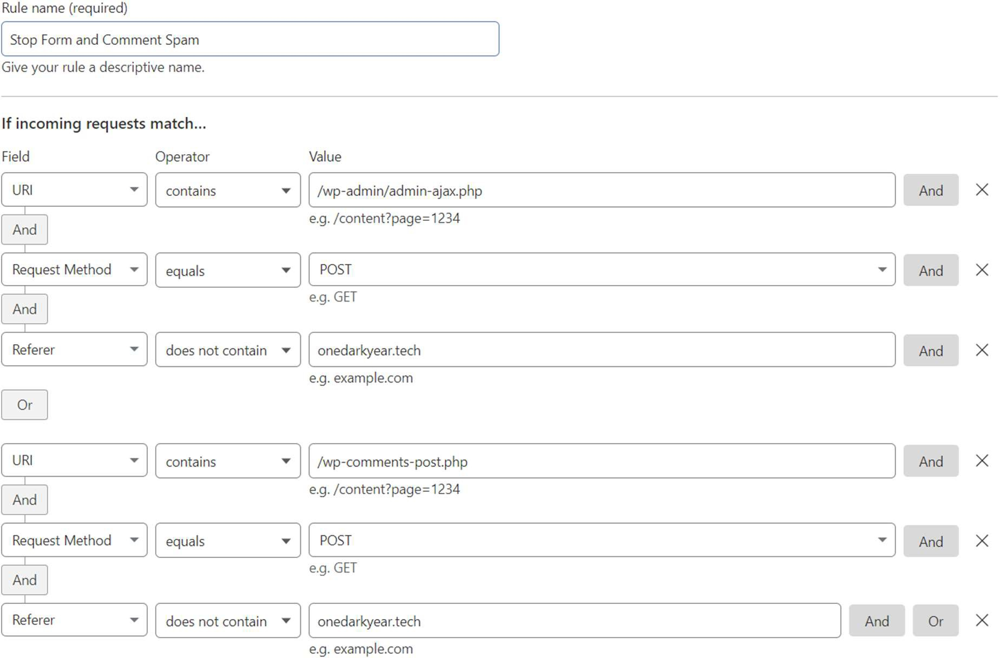 Rule name (required)
Stop Form and Comment Spam
Give your rule a descriptive name.
If incoming requests match...
Field Operator Value
URI contains /wp-admin/admin-ajax.php And
e.g. /content?page=1234
And
Request Method equals POST And
e.g. GET
And
Referer does not contain onedarkyear.tech And
e.g. example.com
Or
URI contains /wp-comments-post.php And
e.g. /content?page=1234
And
Request Method equals POST And
e.g. GET
And
Referer does not contain onedarkyear.tech And Or
e.g. example.com